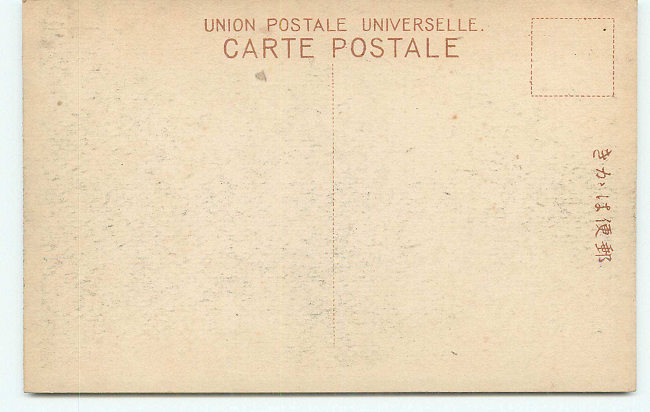 UNION POSTALE UNIVERSELLE.
CARTE POSTALE
郵便はかき